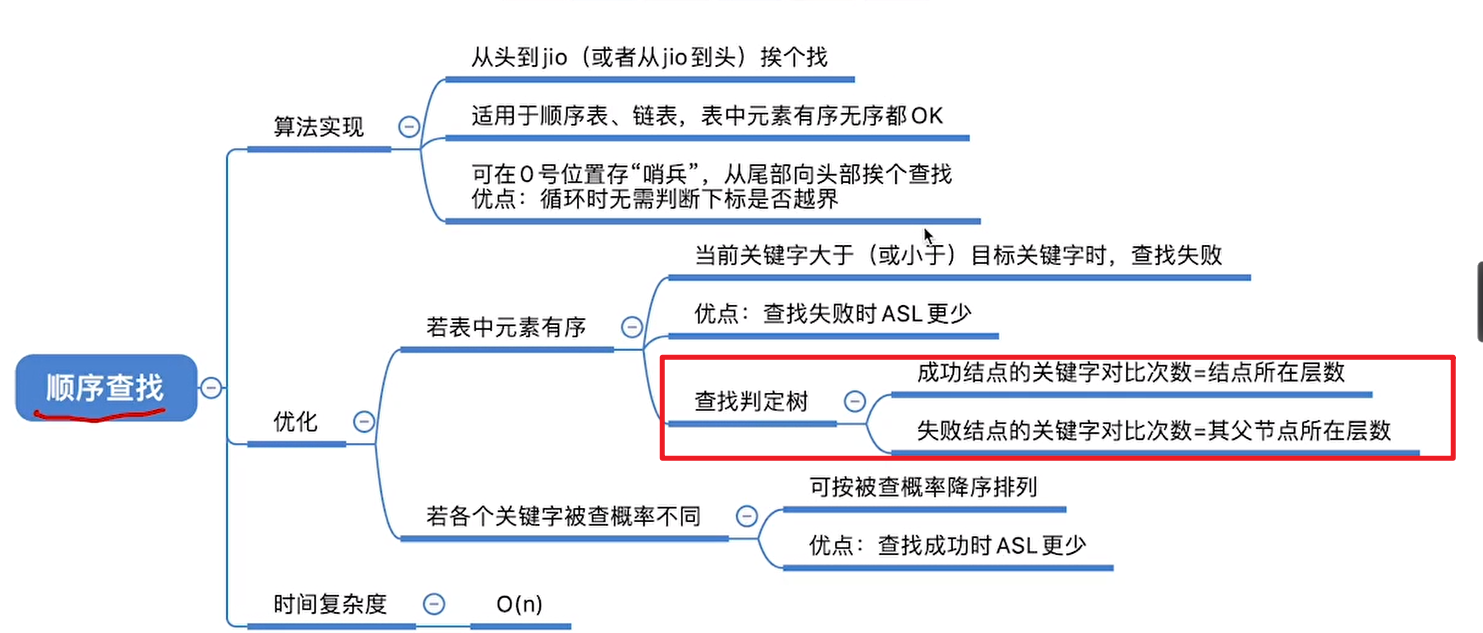 顺序查找
算法实现
从头到jio（或者从jio到头）挨个找
适用于顺序表、链表，表中元素有序无序都OK
可在0号位置存“哨兵”，从尾部向头部挨个查找
优点：循环时无需判断下标是否越界
优化
若表中元素有序
当前关键字大于（或小于）目标关键字时，查找失败
优点：查找失败时ASL更少
查找判定树
成功结点的关键字对比次数=结点所在层数
失败结点的关键字对比次数=其父节点所在层数
若各个关键字被查概率不同
可按被查概率降序排列
优点：查找成功时ASL更少
时间复杂度
O(n)